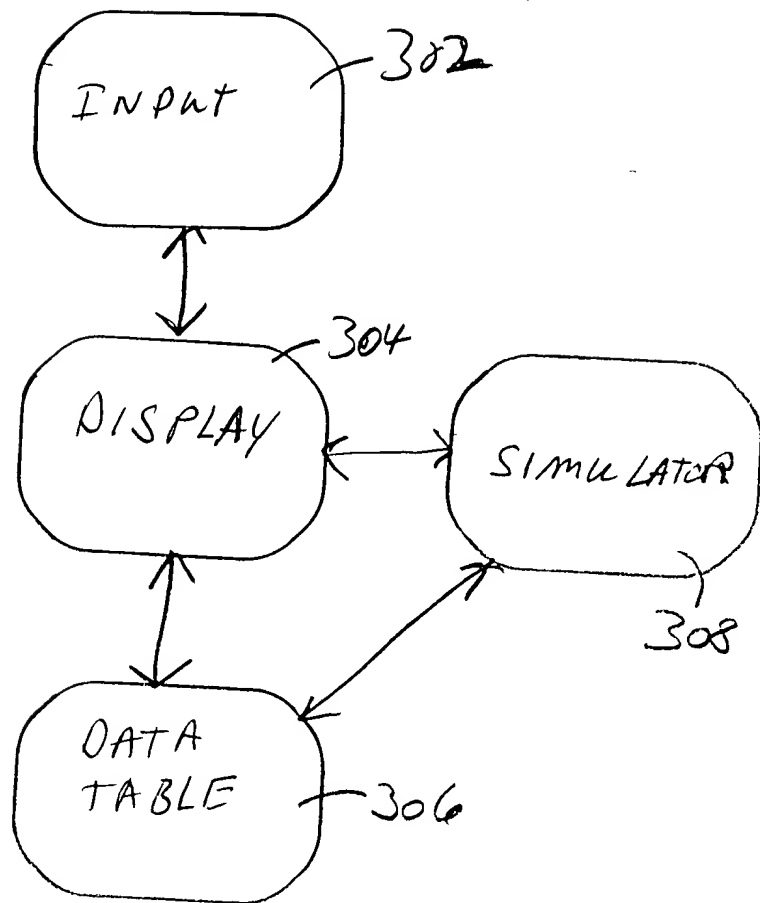 302
INPUT
304
DISPLAY
SIMULATOR
308
DATA
TABLE
306